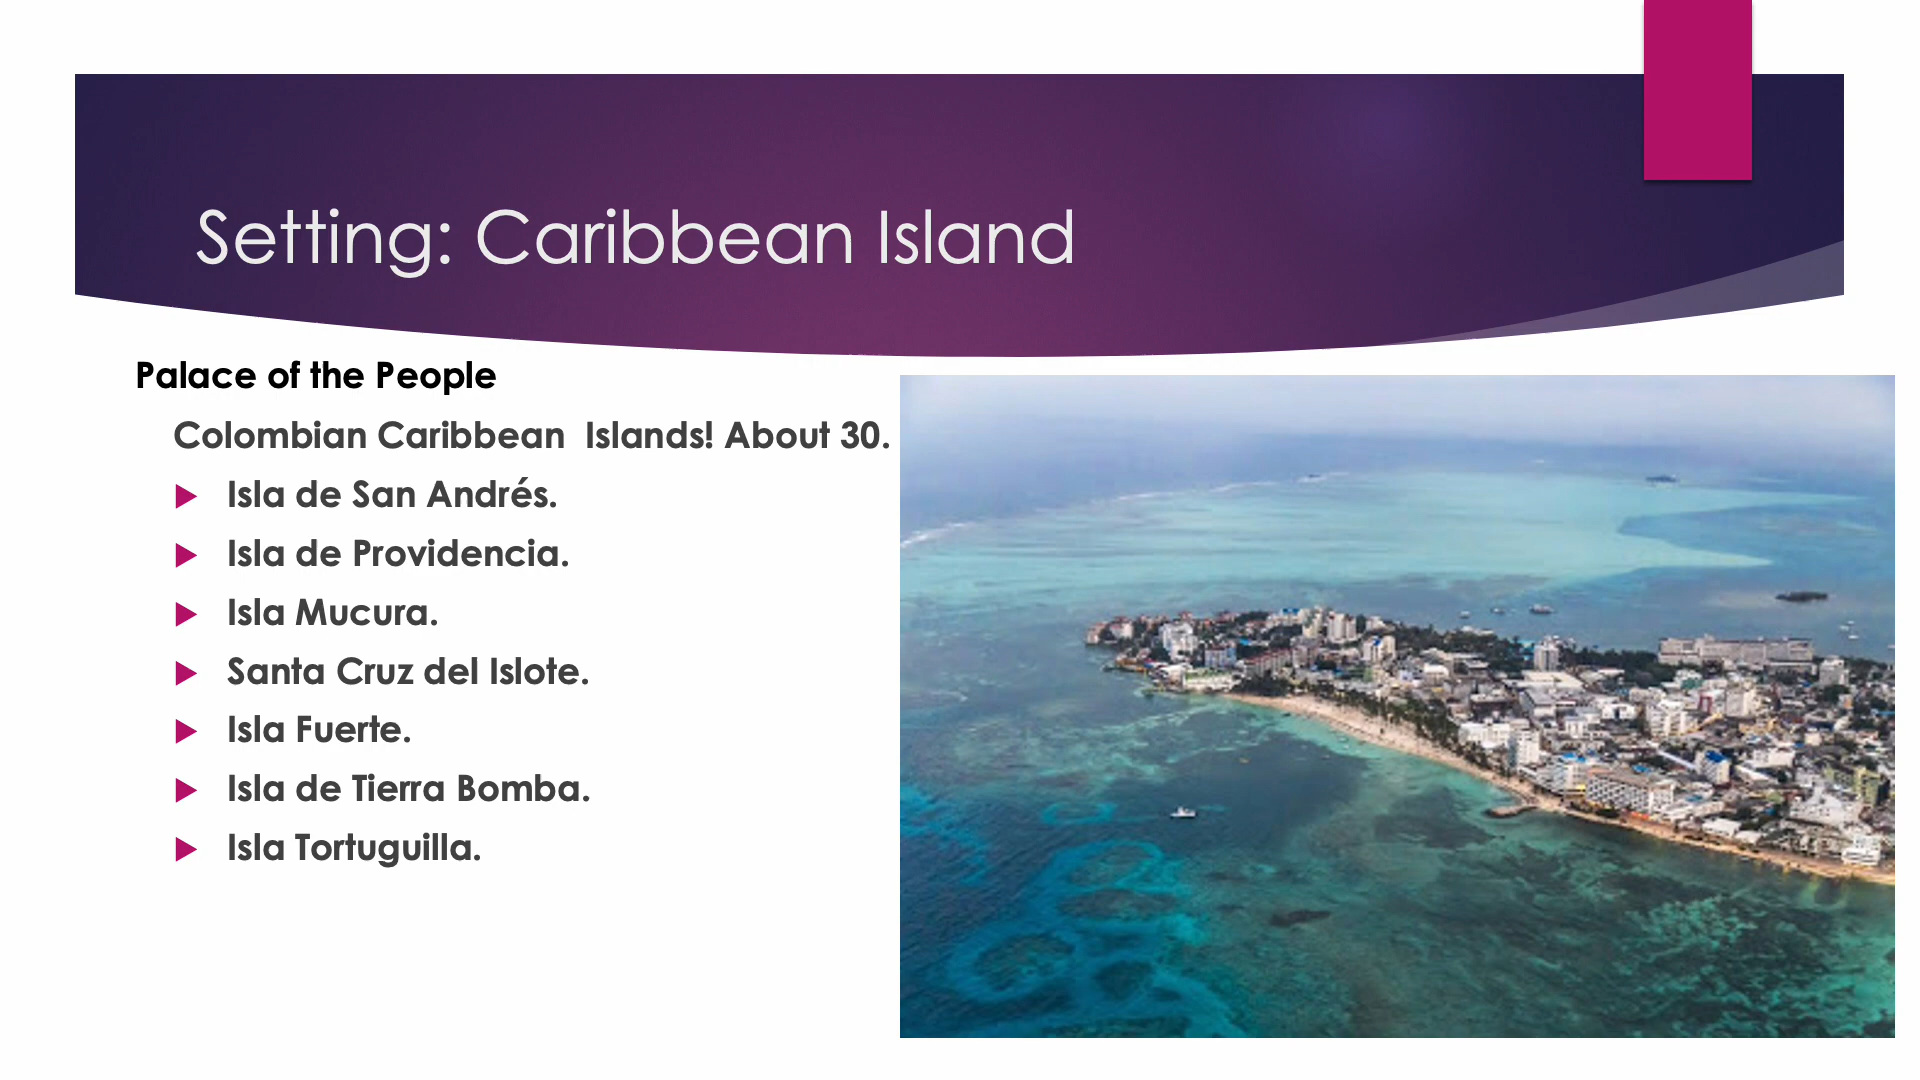 Setting: Caribbean Island
Palace of the People
Colombian Caribbean  Islands! About 30.
Isla de San Andrés.
Isla de Providencia.
Isla Mucura.
Santa Cruz del Islote.
Isla Fuerte.
Isla de Tierra Bomba.
Isla Tortuguilla.